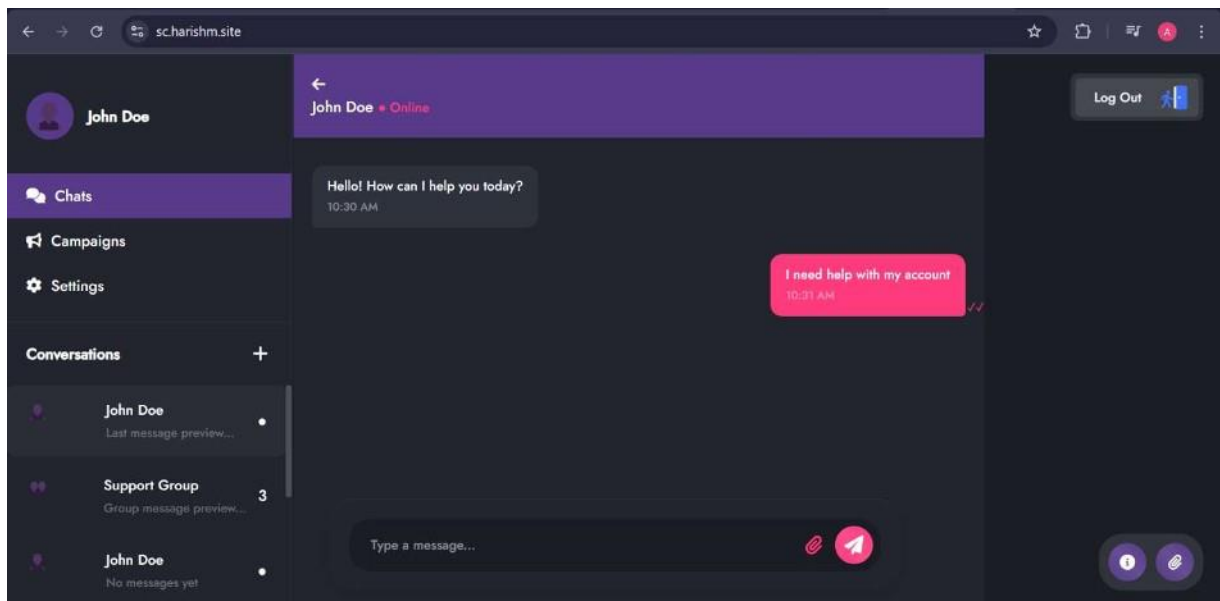 sc.harishm.site
A
John Doe
Chats
Campaigns
Settings
Conversations +
John Doe
Last message preview...
Support Group
3
Group message preview...
John Doe
No messages yet
John Doe • Online
Hello! How can I help you today?
10:30 AM
I need help with my account
10:31 AM
Type a message...
Log Out